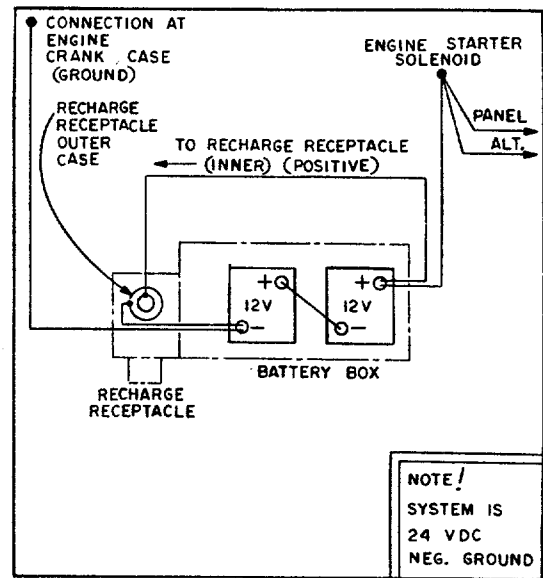 CONNECTION AT
ENGINE
CRANK CASE
(GROUND)
ENGINE STARTER
SOLENOID
PANEL
ALT.
RECHARGE
RECEPTACLE
OUTER
CASE
TO RECHARGE RECEPTACLE
(INNER) (POSITIVE)
+
12V
-
+
12V
-
BATTERY BOX
RECHARGE
RECEPTACLE
NOTE!
SYSTEM IS
24 VDC
NEG. GROUND